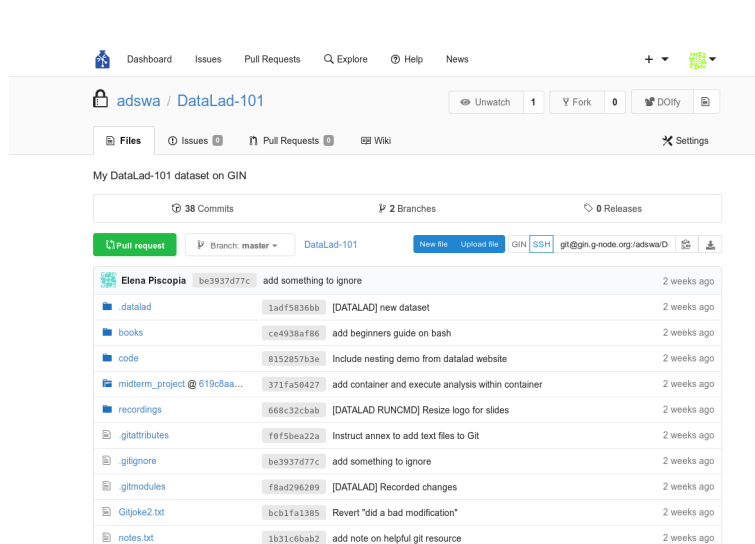 Dashboard Issues Pull Requests Explore Help News
adswa / DataLad-101 Unwatch 1 Fork 0 DOIfy
Files Issues 0 Pull Requests 0 Wiki Settings
My DataLad-101 dataset on GIN
38 Commits 2 Branches 0 Releases
Pull request Branch: master DataLad-101 New file Upload file GIN SSH git@gin.g-node.org:/adswa/D
Elena Piscopia be3937d77c add something to ignore 2 weeks ago
.datalad 1adf5836bb [DATALAD] new dataset 2 weeks ago
books ce4938af86 add beginners guide on bash 2 weeks ago
code 8152857b3e Include nesting demo from datalad website 2 weeks ago
midterm_project @ 619c8aa... 371fa50427 add container and execute analysis within container 2 weeks ago
recordings 668c32cbab [DATALAD RUNCMD] Resize logo for slides 2 weeks ago
.gitattributes f0f5bea22a Instruct annex to add text files to Git 2 weeks ago
.gitignore be3937d77c add something to ignore 2 weeks ago
.gitmodules f8ad296209 [DATALAD] Recorded changes 2 weeks ago
Gitjoke2.txt bcb1fa1385 Revert "did a bad modification" 2 weeks ago
notes.txt 1b31c6bab2 add note on helpful git resource 2 weeks ago